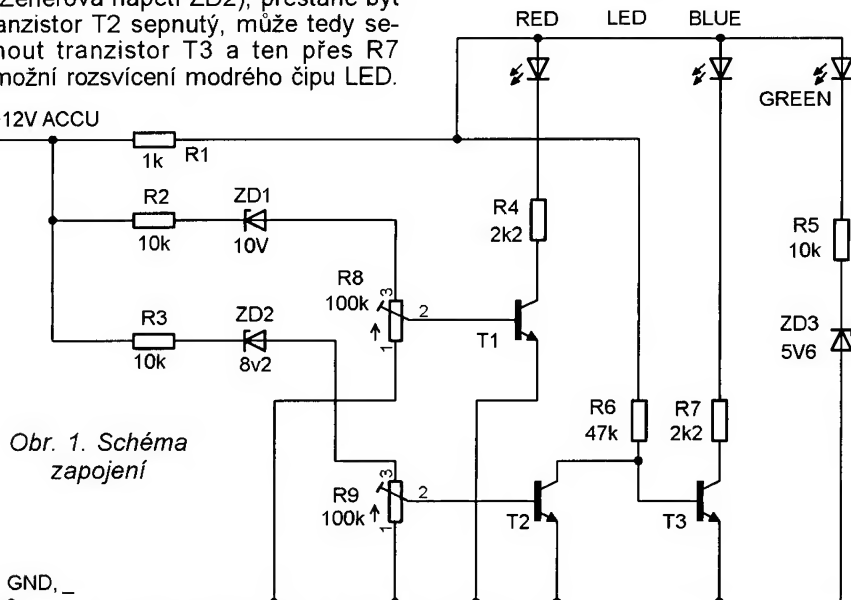 Zenerova napětí ZD2), přestane být
anzistor T2 sepnutý, může tedy se-
nout tranzistor T3 a ten přes R7
možní rozsvícení modrého čipu LED.
RED LED BLUE
GREEN
12V ACCU
1k R1
R2 ZD1
10k 10V
R4
2k2
R5
10k
R8
100k
3
2
1
T1
R3 ZD2
10k 8v2
ZD3
5V6
R6
47k
R7
2k2
Obr. 1. Schéma
zapojení
R9
100k
3
2
1
T2
T3
GND, _